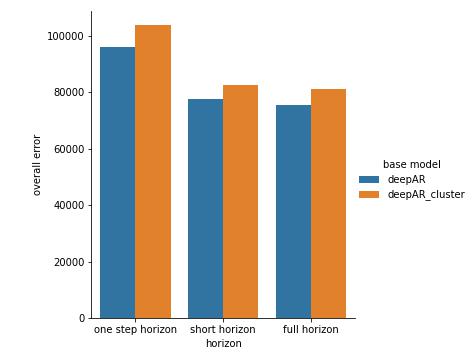 100000
80000
60000
40000
20000
0
overall error
one step horizon short horizon full horizon
horizon
base model
deepAR
deepAR_cluster